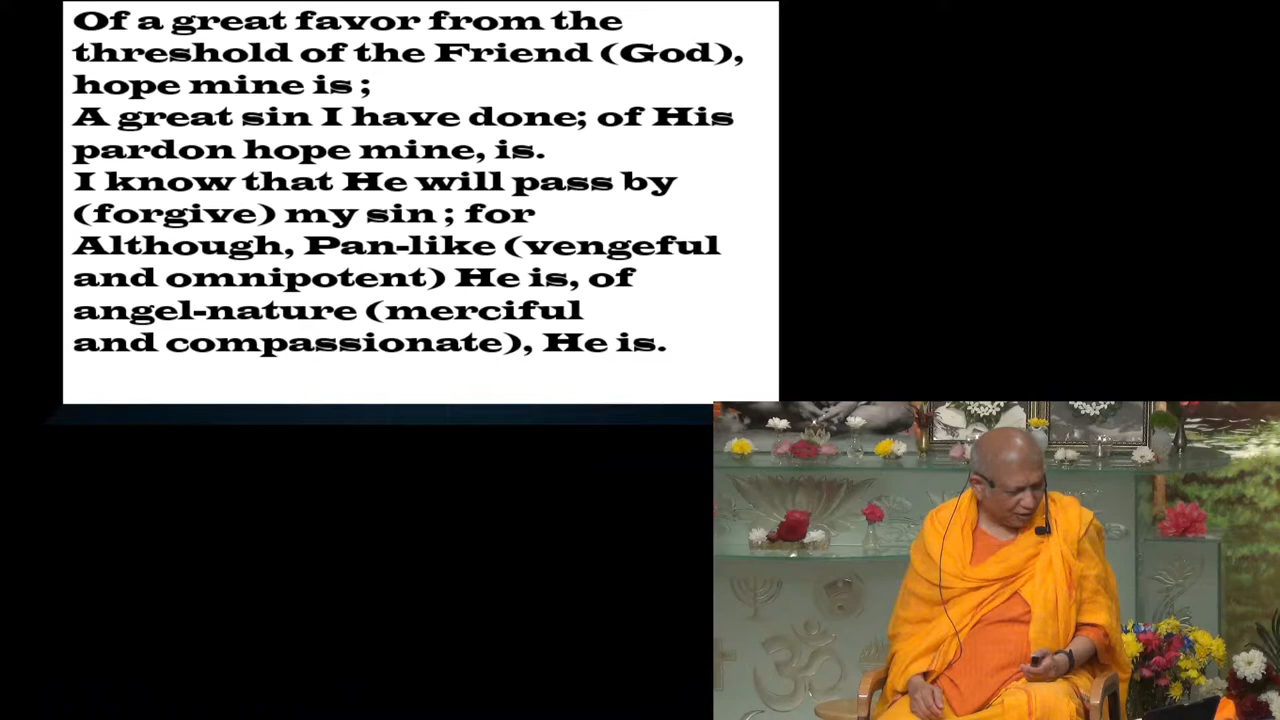 Of a great favor from the
threshold of the Friend (God),
hope mine is ;
A great sin I have done; of His
pardon hope mine, is.
I know that He will pass by
(forgive) my sin ; for
Although, Pan-like (vengeful
and omnipotent) He is, of
angel-nature (merciful
and compassionate), He is.
ॐ